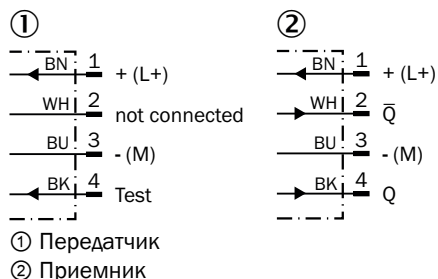 ① ②
BN 1 + (L+) BN 1 + (L+)
WH 2 not connected WH 2 Q̅
BU 3 - (M) BU 3 - (M)
BK 4 Test BK 4 Q
① Передатчик
② Приемник